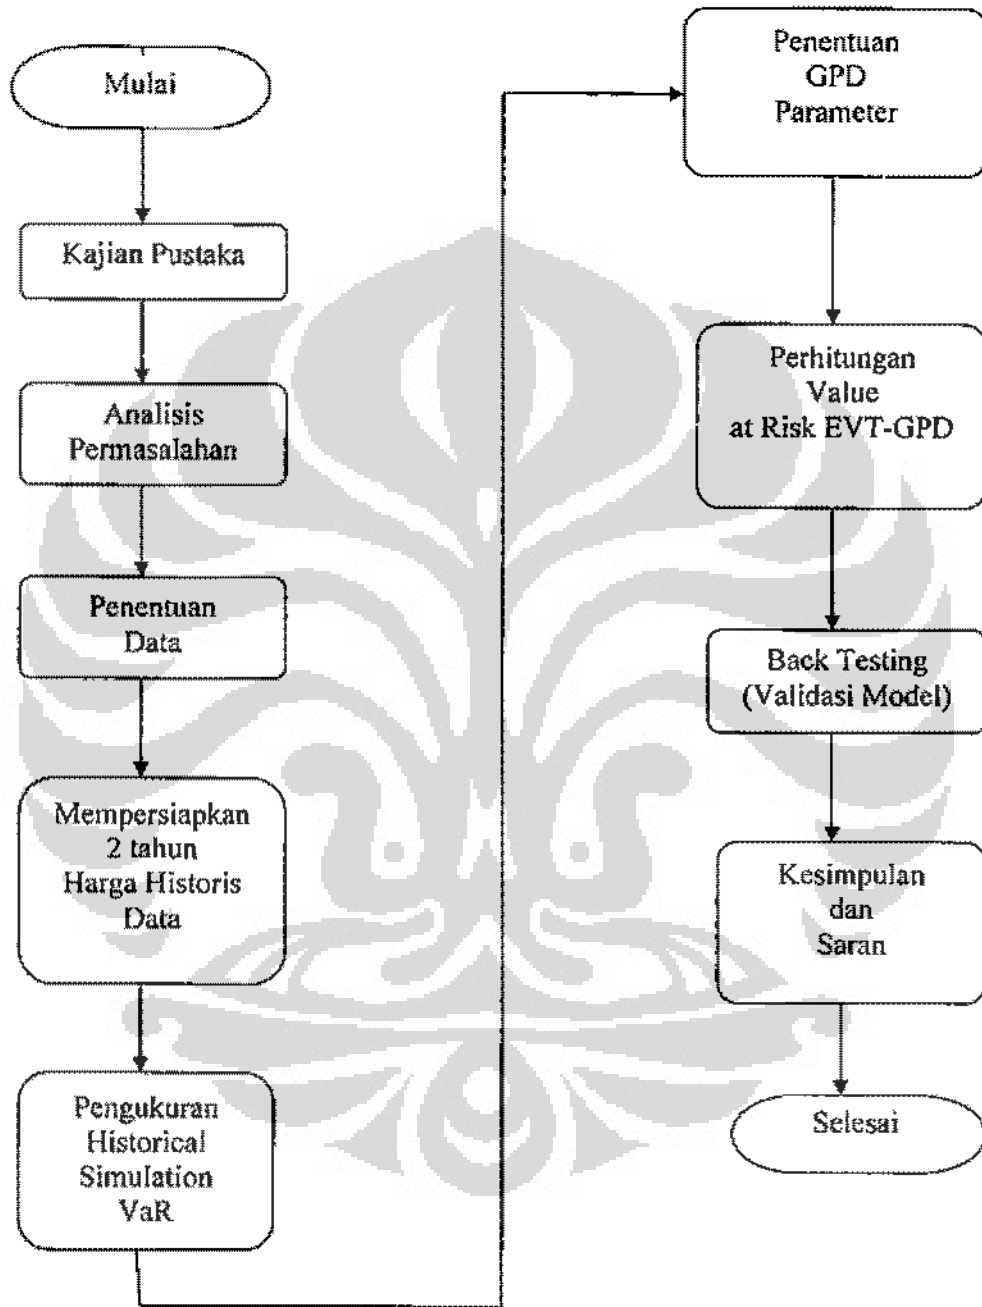 Mulai
Kajian Pustaka
Analisis
Permasalahan
Penentuan
Data
Mempersiapkan
2 tahun
Harga Historis
Data
Pengukuran
Historical
Simulation
VaR
Penentuan
GPD
Parameter
Perhitungan
Value
at Risk EVT-GPD
Back Testing
(Validasi Model)
Kesimpulan
dan
Saran
Selesai